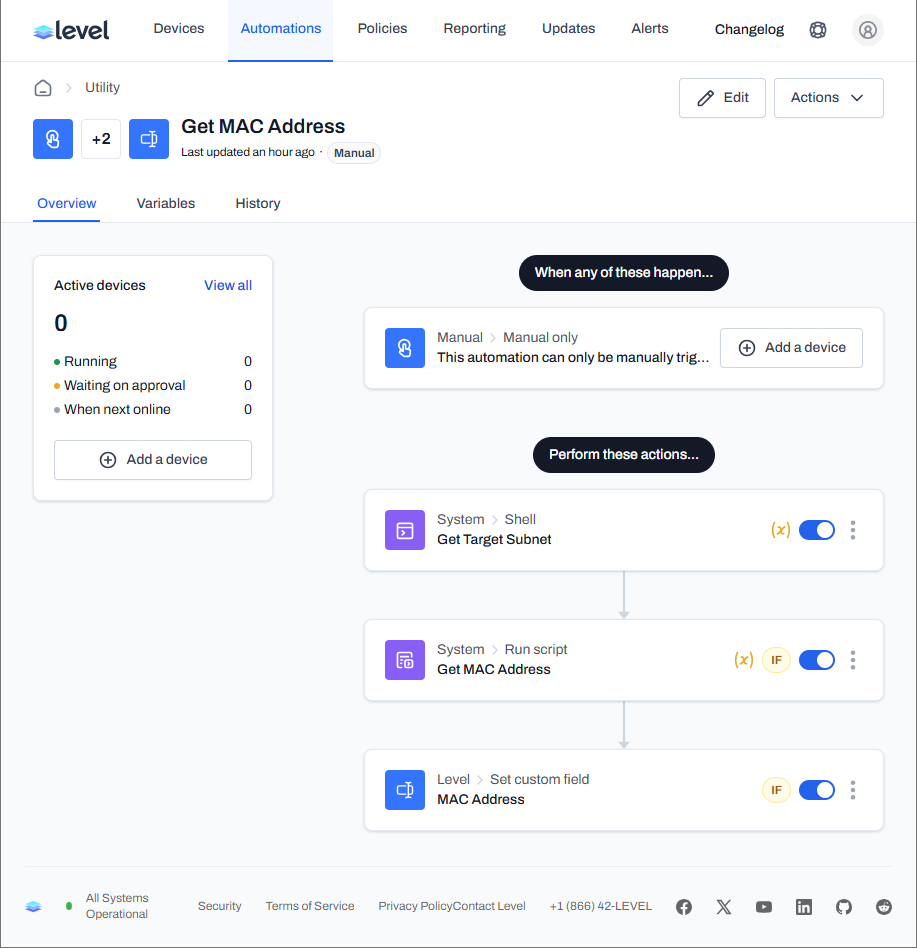 level
Devices
Automations
Policies
Reporting
Updates
Alerts
Changelog
Utility
Edit
Actions
+2
Get MAC Address
Last updated an hour ago · Manual
Overview
Variables
History
Active devices
View all
0
Running 0
Waiting on approval 0
When next online 0
Add a device
When any of these happen...
Manual Manual only
This automation can only be manually trig...
Add a device
Perform these actions...
System Shell
Get Target Subnet
(x)
System Run script
Get MAC Address
(x) IF
Level Set custom field
MAC Address
IF
All Systems
Operational
Security
Terms of Service
Privacy Policy
Contact Level
+1 (866) 42-LEVEL